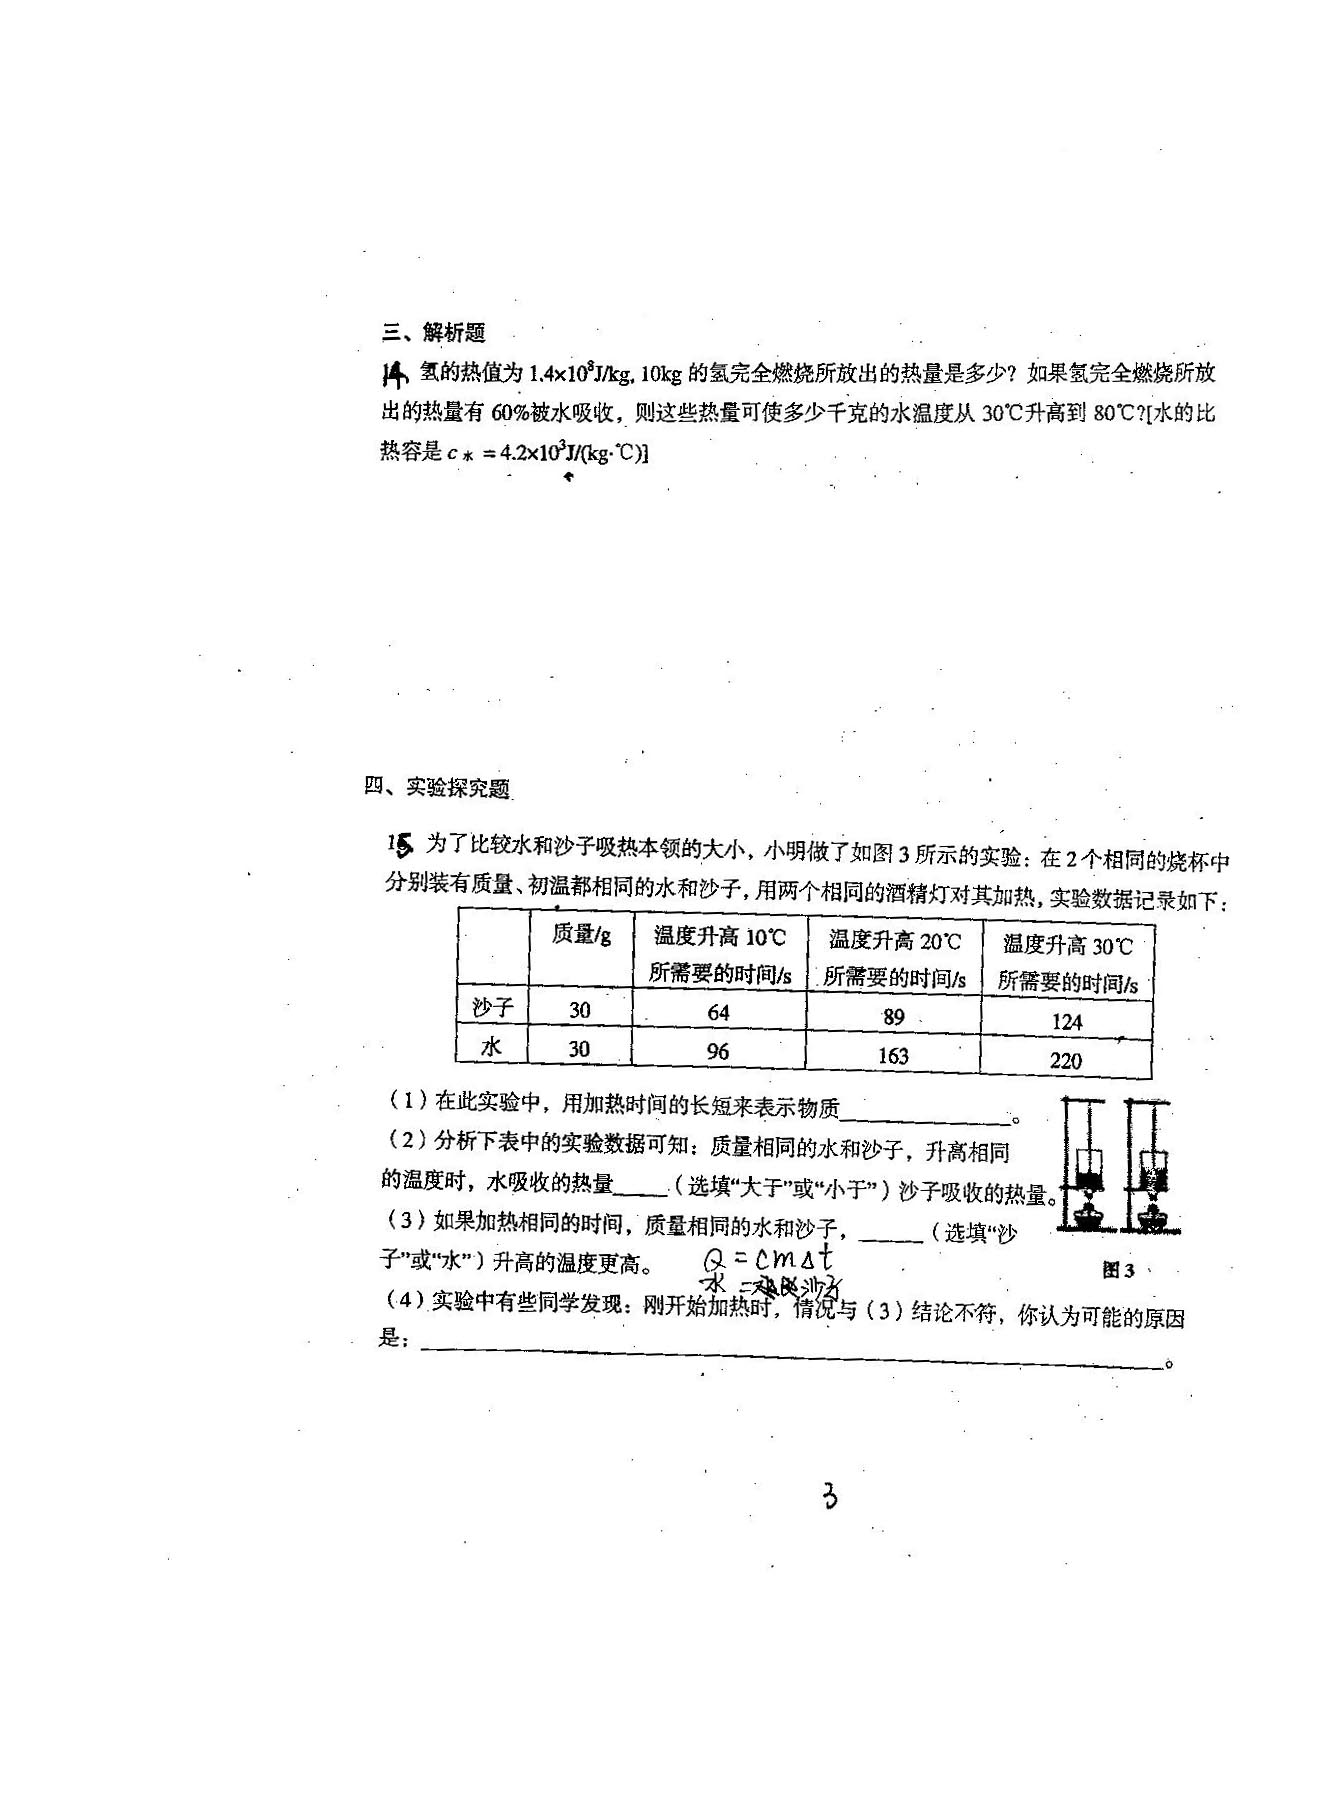 三、解析题
14、氢的热值为 1.4×10⁸J/kg, 10kg 的氢完全燃烧所放出的热量是多少？如果氢完全燃烧所放
出的热量有 60%被水吸收，则这些热量可使多少千克的水温度从 30℃升高到 80℃?[水的比
热容是 c 水 = 4.2×10³J/(kg·℃)]
四、实验探究题
15、为了比较水和沙子吸热本领的大小，小明做了如图 3 所示的实验：在 2 个相同的烧杯中
分别装有质量、初温都相同的水和沙子，用两个相同的酒精灯对其加热，实验数据记录如下：
质量/g 温度升高 10℃ 温度升高 20℃ 温度升高 30℃
所需要的时间/s 所需要的时间/s 所需要的时间/s
沙子 30 64 89 124
水 30 96 163 220
（1）在此实验中，用加热时间的长短来表示物质________________。
（2）分析下表中的实验数据可知：质量相同的水和沙子，升高相同
的温度时，水吸收的热量_____（选填“大于”或“小于”）沙子吸收的热量。
（3）如果加热相同的时间，质量相同的水和沙子，______（选填“沙
子”或“水”）升高的温度更高。
Q = cm△t
水 = 沙子
图 3
（4）实验中有些同学发现：刚开始加热时，情况与（3）结论不符，你认为可能的原因
是：________________________________。
3